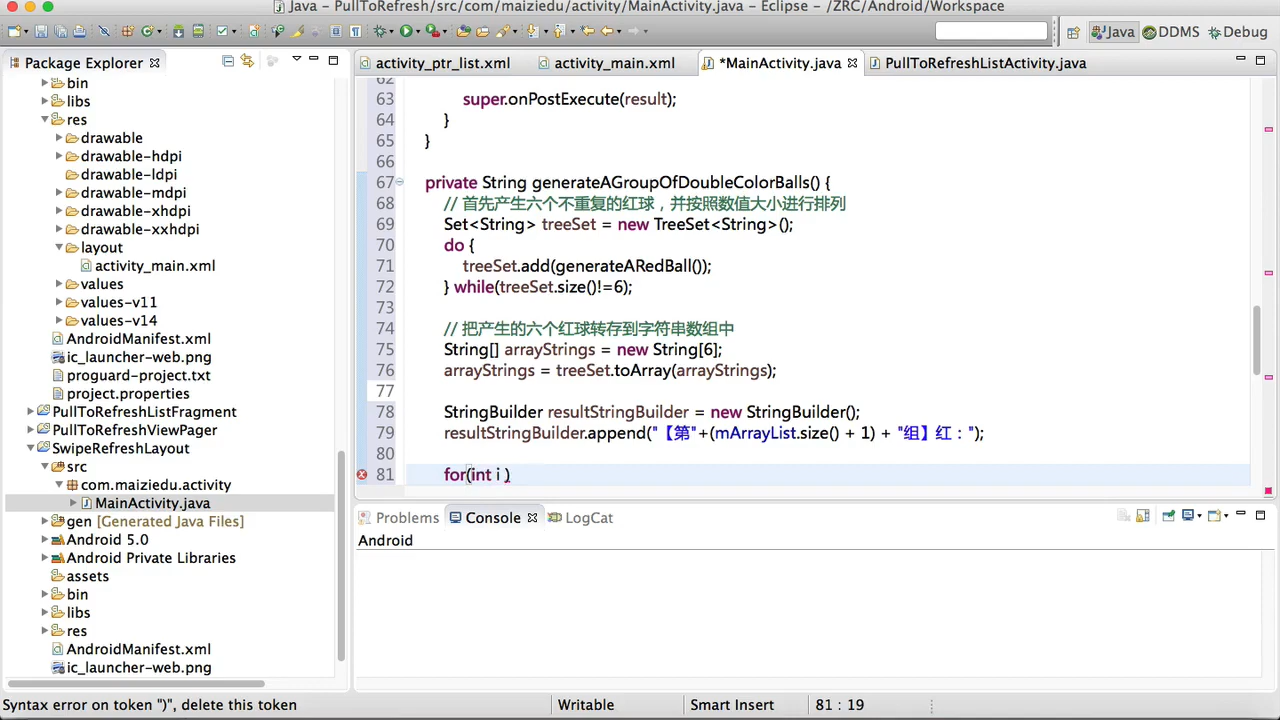 Java – PullToRefresh/src/com/maiziedu/activity/MainActivity.java – Eclipse – /ZRC/Android/Workspace
Java
DDMS
Debug
Package Explorer
bin
libs
res
drawable
drawable-hdpi
drawable-ldpi
drawable-mdpi
drawable-xhdpi
drawable-xxhdpi
layout
activity_main.xml
values
values-v11
values-v14
AndroidManifest.xml
ic_launcher-web.png
proguard-project.txt
project.properties
PullToRefreshListFragment
PullToRefreshViewPager
SwipeRefreshLayout
src
com.maiziedu.activity
MainActivity.java
gen [Generated Java Files]
Android 5.0
Android Private Libraries
assets
bin
libs
res
AndroidManifest.xml
ic_launcher-web.png
activity_ptr_list.xml
activity_main.xml
*MainActivity.java
PullToRefreshListActivity.java
62
63 super.onPostExecute(result);
64 }
65 }
66
67 private String generateAGroupOfDoubleColorBalls() {
68 // 首先产生六个不重复的红球，并按照数值大小进行排列
69 Set<String> treeSet = new TreeSet<String>();
70 do {
71 treeSet.add(generateARedBall());
72 } while(treeSet.size()!=6);
73
74 // 把产生的六个红球转存到字符串数组中
75 String[] arrayStrings = new String[6];
76 arrayStrings = treeSet.toArray(arrayStrings);
77
78 StringBuilder resultStringBuilder = new StringBuilder();
79 resultStringBuilder.append("【第"+(mArrayList.size() + 1) + "组】红：");
80
81 for(int i )
Problems
Console
LogCat
Android
Syntax error on token ")", delete this token
Writable
Smart Insert
81 : 19